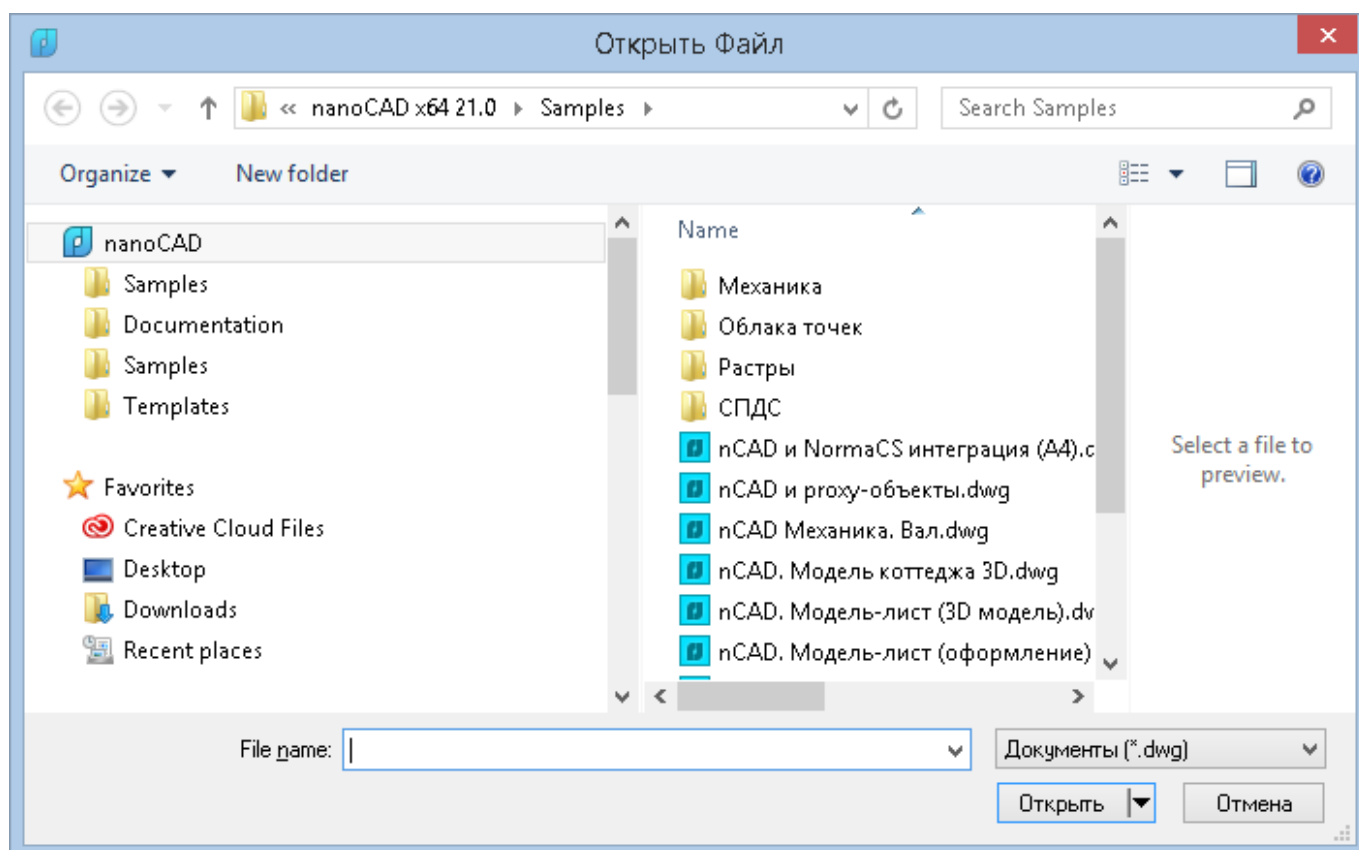 Открыть Файл
« nanoCAD x64 21.0 Samples
Search Samples
Organize
New folder
nanoCAD
Samples
Documentation
Samples
Templates
Favorites
Creative Cloud Files
Desktop
Downloads
Recent places
Name
Механика
Облака точек
Растры
СПДС
nCAD и NormaCS интеграция (А4).c
nCAD и proxy-объекты.dwg
nCAD Механика. Вал.dwg
nCAD. Модель коттеджа 3D.dwg
nCAD. Модель-лист (3D модель).dv
nCAD. Модель-лист (оформление)
Select a file to
preview.
File name:
Документы (*.dwg)
Открыть
Отмена